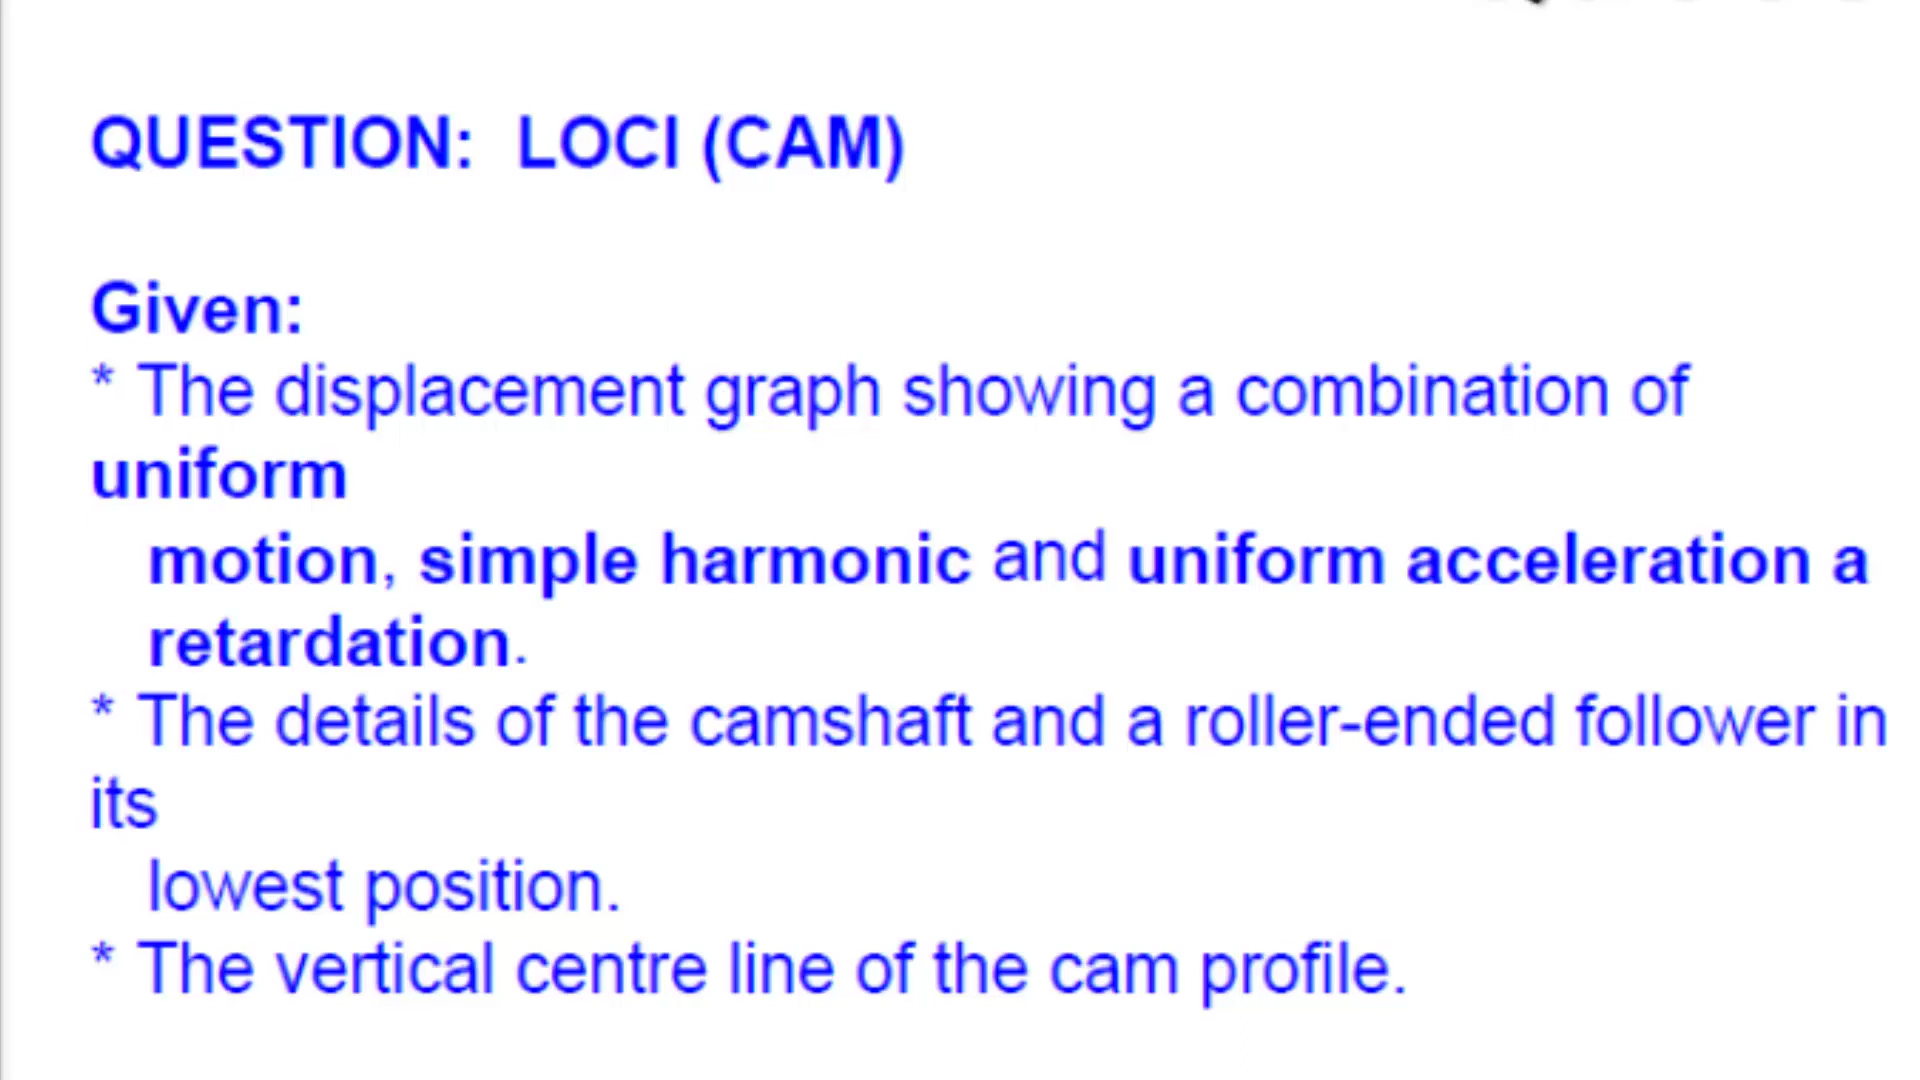 QUESTION: LOCI (CAM)
Given:
* The displacement graph showing a combination of
uniform
motion, simple harmonic and uniform acceleration a
retardation.
* The details of the camshaft and a roller-ended follower in
its
lowest position.
* The vertical centre line of the cam profile.